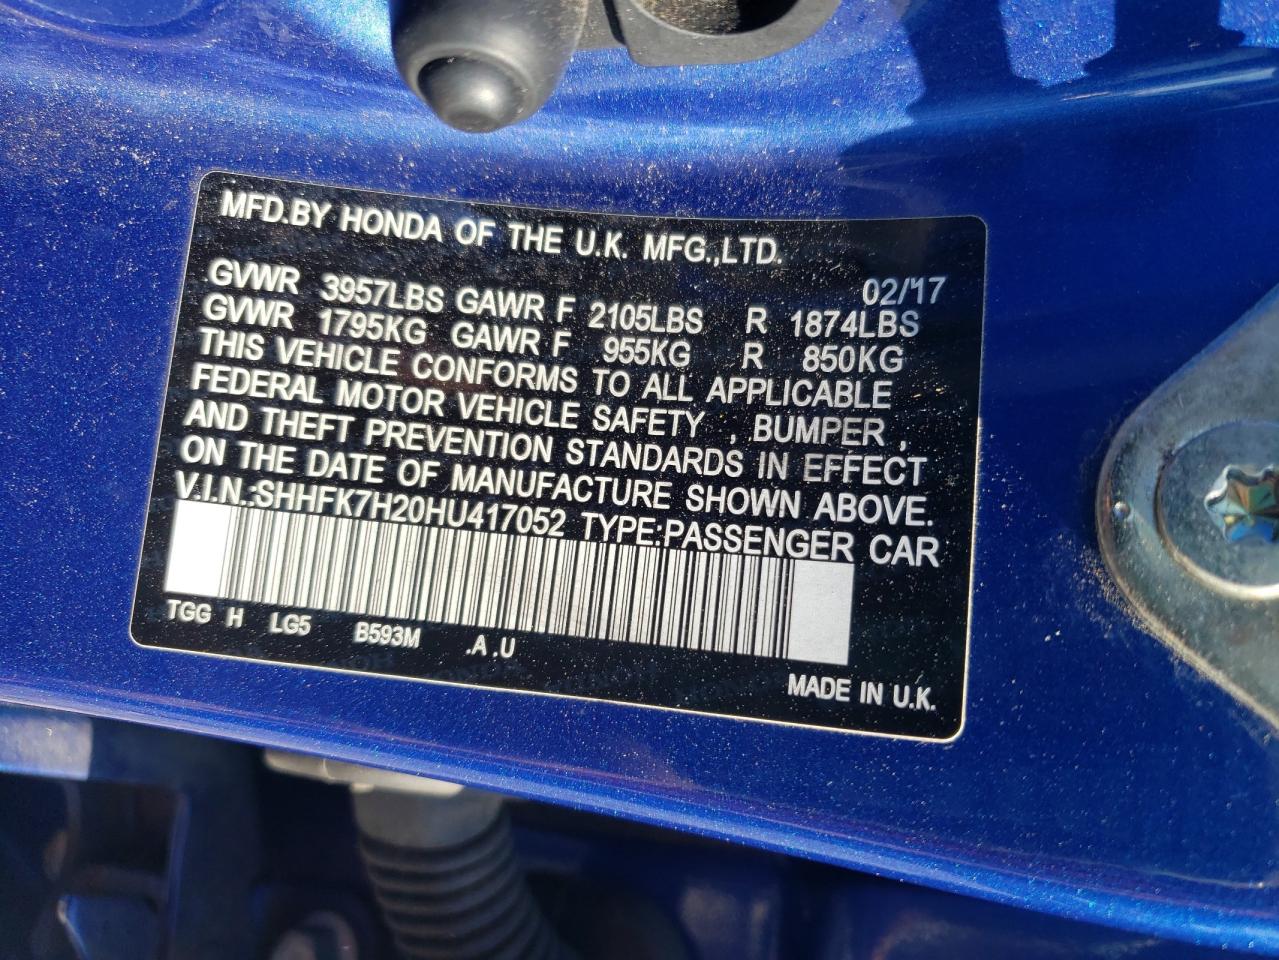 MFD.BY HONDA OF THE U.K. MFG.,LTD.
02/'17
GVWR 3957LBS GAWR F 2105LBS R 1874LBS
GVWR 1795KG GAWR F 955KG R 850KG
THIS VEHICLE CONFORMS TO ALL APPLICABLE
FEDERAL MOTOR VEHICLE SAFETY , BUMPER ,
AND THEFT PREVENTION STANDARDS IN EFFECT
ON THE DATE OF MANUFACTURE SHOWN ABOVE.
V.I.N.:SHHFK7H20HU417052 TYPE:PASSENGER CAR
TGG H LG5 B593M .A .U
MADE IN U.K.